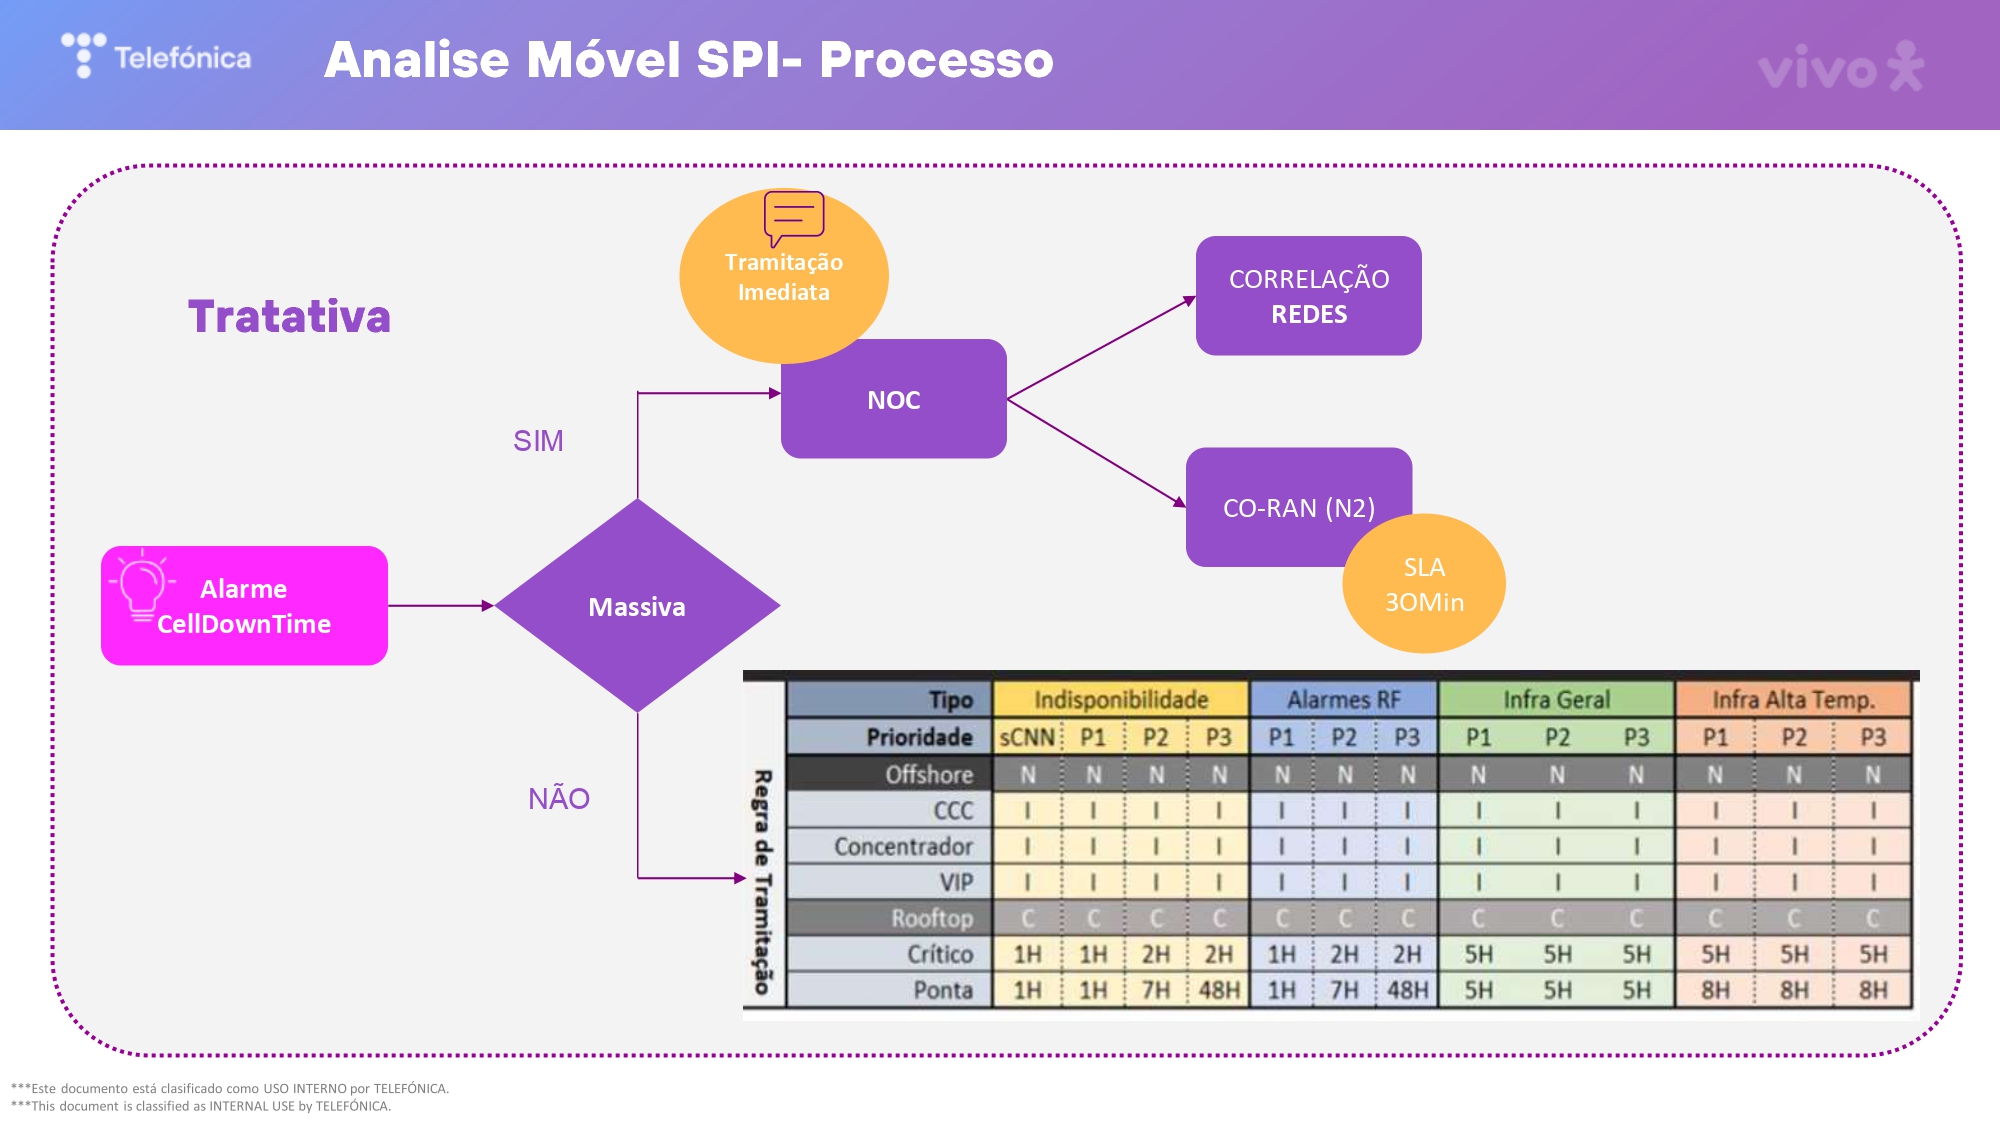 Telefónica
Analise Móvel SPI- Processo
vivo
Tramitação
Imediata
CORRELAÇÃO
REDES
Tratativa
NOC
SIM
CO-RAN (N2)
SLA
3OMin
Alarme
CellDownTime
Massiva
NÃO
Regra de Tramitação
Tipo Indisponibilidade Alarmes RF Infra Geral Infra Alta Temp.
Prioridade sCNN P1 P2 P3 P1 P2 P3 P1 P2 P3 P1 P2 P3
Offshore N N N N N N N N N N N N N
CCC I I I I I I I I I I I I I
Concentrador I I I I I I I I I I I I I
VIP I I I I I I I I I I I I I
Rooftop C C C C C C C C C C C C C
Crítico 1H 1H 2H 2H 1H 2H 2H 5H 5H 5H 5H 5H 5H
Ponta 1H 1H 7H 48H 1H 7H 48H 5H 5H 5H 8H 8H 8H
***Este documento está clasificado como USO INTERNO por TELEFÓNICA.
***This document is classified as INTERNAL USE by TELEFÓNICA.